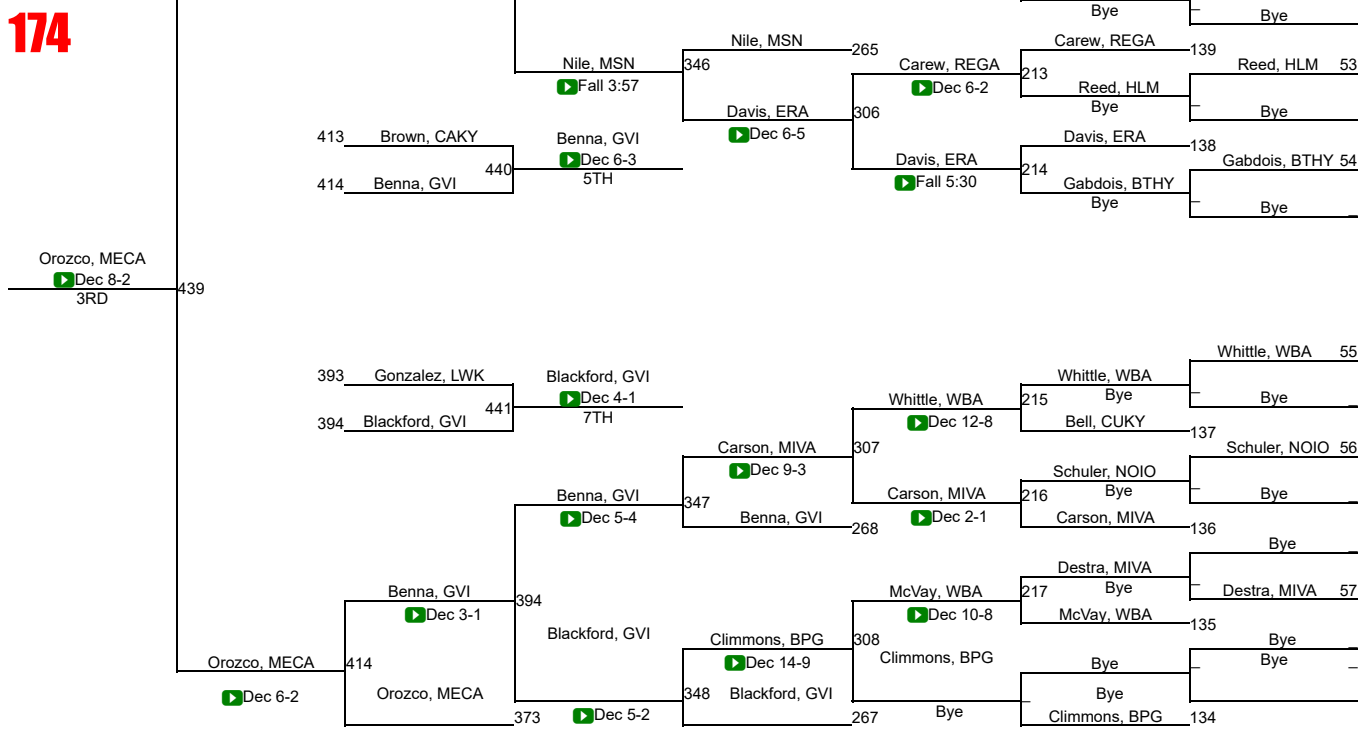 174
Bye
Bye
Nile, MSN
265
Carew, REGA
139
Nile, MSN
346
Carew, REGA
213
Reed, HLM 53
Fall 3:57
Dec 6-2
Reed, HLM
Bye
Bye
Davis, ERA
306
Dec 6-5
413 Brown, CAKY
Benna, GVI
Davis, ERA
138
Dec 6-3
440
5TH
Davis, ERA
214
Gabdois, BTHY 54
414 Benna, GVI
Fall 5:30
Gabdois, BTHY
Bye
Bye
Orozco, MECA
Dec 8-2
439
3RD
Whittle, WBA 55
393 Gonzalez, LWK
Blackford, GVI
Whittle, WBA
Dec 4-1
Whittle, WBA
215
Bye
Bye
441
7TH
394 Blackford, GVI
Dec 12-8
Bell, CUKY
137
Carson, MIVA
307
Schuler, NOIO 56
Dec 9-3
Schuler, NOIO
Benna, GVI
347
Carson, MIVA
216
Bye
Bye
Dec 5-4
Benna, GVI
268
Dec 2-1
Carson, MIVA
136
Bye
Destra, MIVA
Benna, GVI
394
McVay, WBA
217
Bye
Destra, MIVA 57
Dec 3-1
Dec 10-8
McVay, WBA
135
Blackford, GVI
Climmons, BPG
308
Bye
Orozco, MECA
414
Dec 14-9
Climmons, BPG
Bye
Bye
Dec 6-2
Orozco, MECA
348
Blackford, GVI
Bye
373
Dec 5-2
267
Bye
Climmons, BPG
134